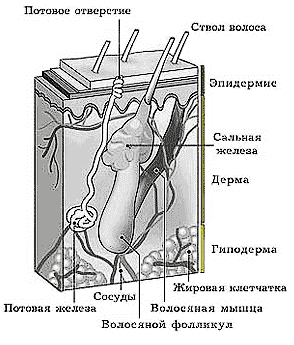 Потовое отверстие
Ствол волоса
Эпидермис
Сальная
железа
Дерма
Гиподерма
Жировая клетчатка
Потовая железа
Сосуды
Волосяная мышца
Волосяной фолликул